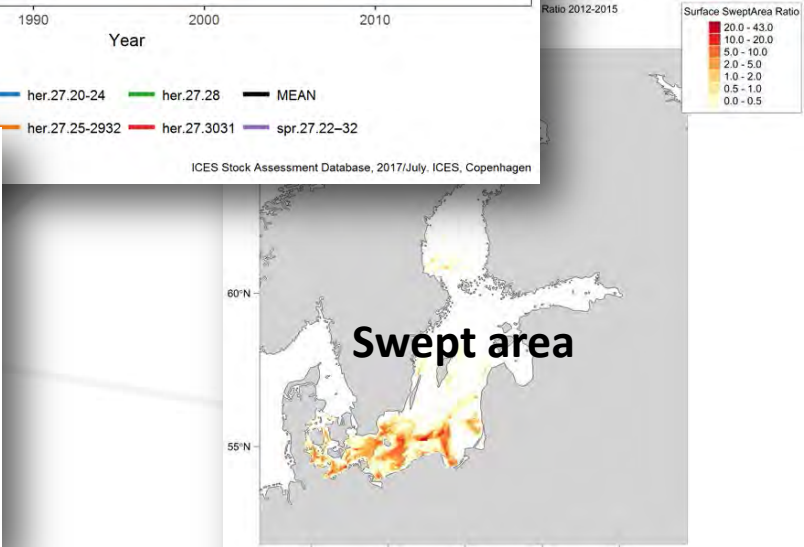 1990 2000 2010
Year
her.27.20-24 her.27.28 MEAN
her.27.25-2932 her.27.3031 spr.27.22–32
ICES Stock Assessment Database, 2017/July. ICES, Copenhagen
Ratio 2012-2015
Surface SweptArea Ratio
20.0 - 43.0
10.0 - 20.0
5.0 - 10.0
2.0 - 5.0
1.0 - 2.0
0.5 - 1.0
0.0 - 0.5
60°N
Swept area
55°N